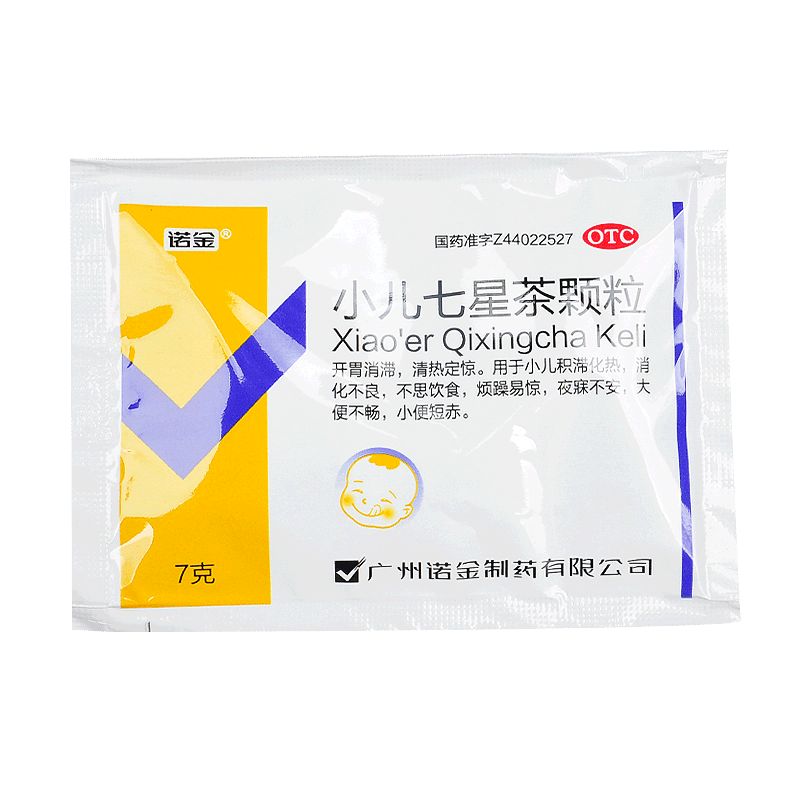 诺金®
国药准字Z44022527 OTC
小儿七星茶颗粒
Xiao'er Qixingcha Keli
开胃消滞，清热定惊。用于小儿积滞化热，消
化不良，不思饮食，烦躁易惊，夜寐不安，大
便不畅，小便短赤。
7克
广州诺金制药有限公司